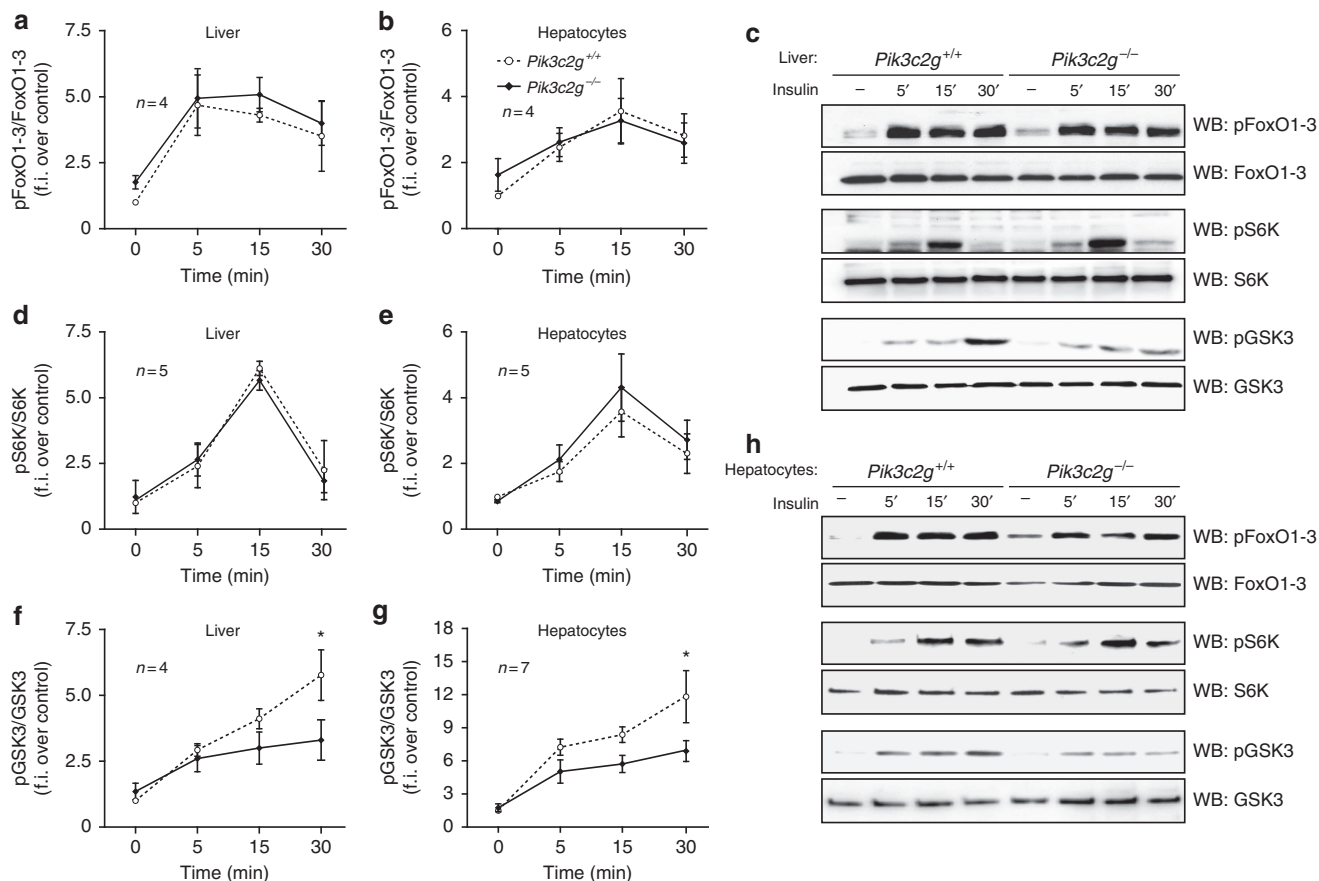 a
Liver
pFoxO1-3/FoxO1-3
(f.i. over control)
7.5
5.0
2.5
0
n=4
0 5 15 30
Time (min)
b
Hepatocytes
pFoxO1-3/FoxO1-3
(f.i. over control)
6
4
2
0
Pik3c2g+/+
Pik3c2g–/–
n=4
0 5 15 30
Time (min)
c
Liver: Pik3c2g+/+ Pik3c2g–/–
Insulin – 5′ 15′ 30′ – 5′ 15′ 30′
WB: pFoxO1-3
WB: FoxO1-3
WB: pS6K
WB: S6K
WB: pGSK3
WB: GSK3
d
Liver
pS6K/S6K
(f.i. over control)
7.5
5.0
2.5
0
n=5
0 5 15 30
Time (min)
e
Hepatocytes
pS6K/S6K
(f.i. over control)
6
4
2
0
n=5
0 5 15 30
Time (min)
f
Liver
pGSK3/GSK3
(f.i. over control)
7.5
5.0
2.5
0
n=4
*
0 5 15 30
Time (min)
g
Hepatocytes
pGSK3/GSK3
(f.i. over control)
18
15
12
9
6
3
0
n=7
*
0 5 15 30
Time (min)
h
Hepatocytes: Pik3c2g+/+ Pik3c2g–/–
Insulin – 5′ 15′ 30′ – 5′ 15′ 30′
WB: pFoxO1-3
WB: FoxO1-3
WB: pS6K
WB: S6K
WB: pGSK3
WB: GSK3